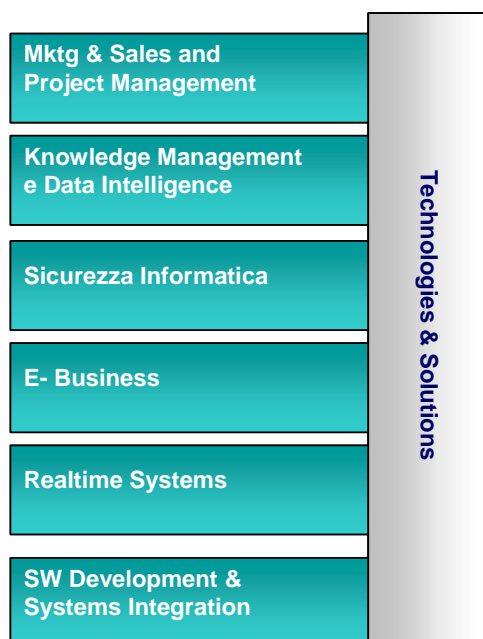 Mktg & Sales and
Project Management
Knowledge Management
e Data Intelligence
Sicurezza Informatica
E- Business
Realtime Systems
SW Development &
Systems Integration
Technologies & Solutions